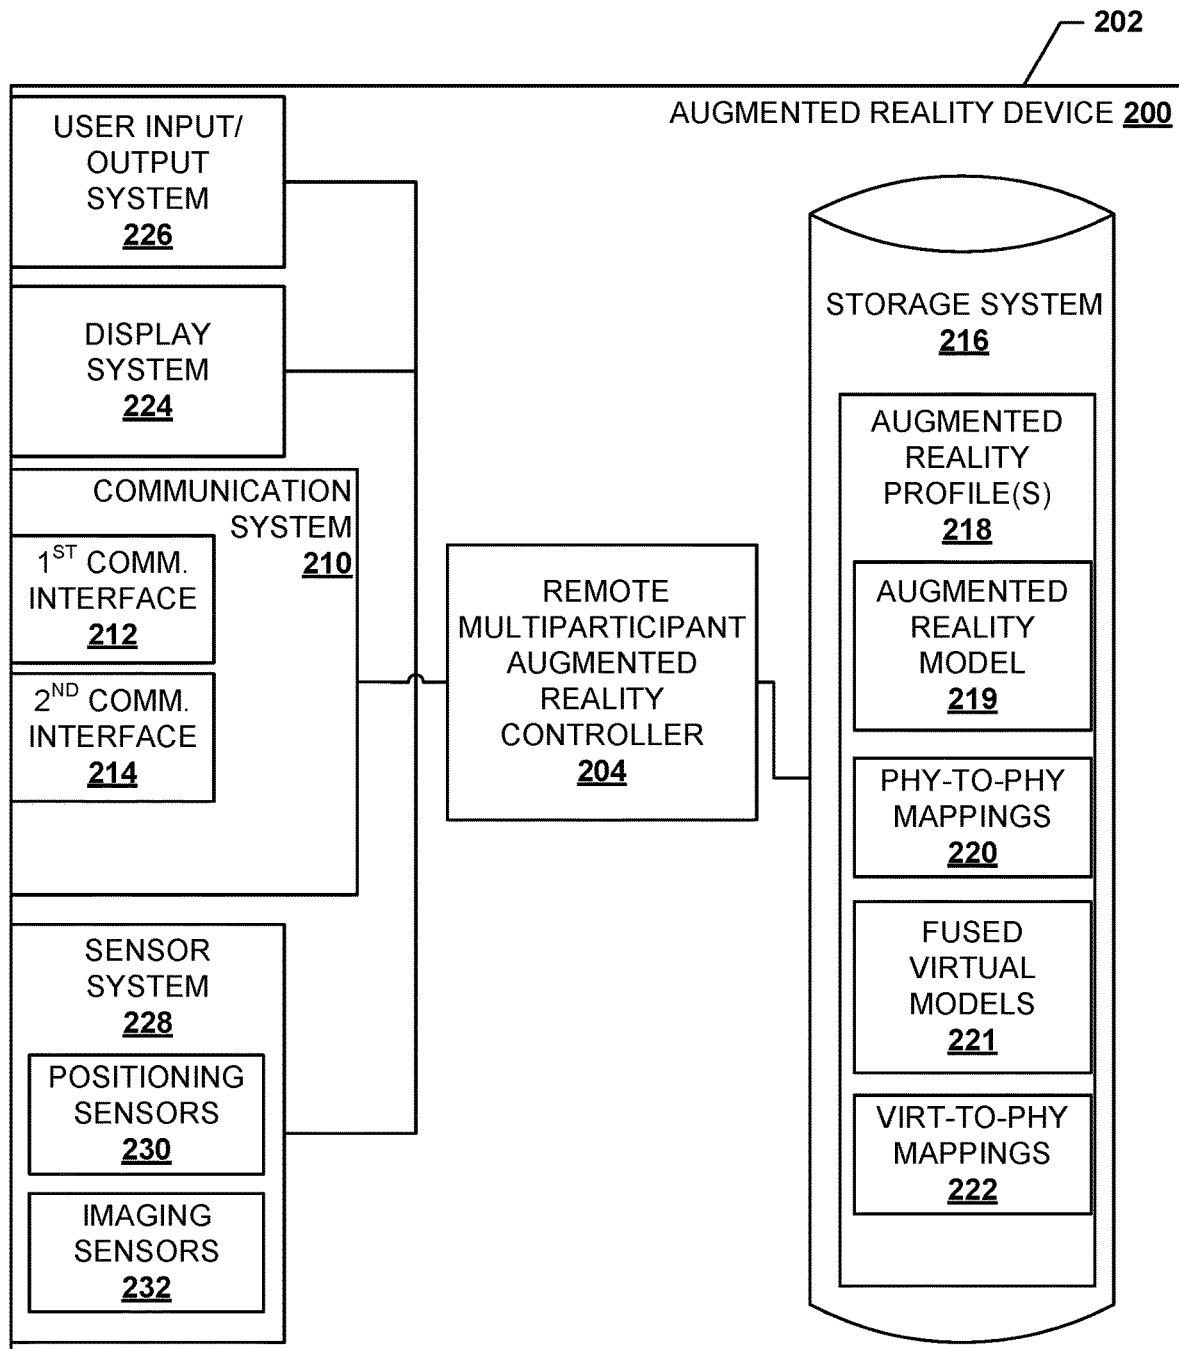 202
AUGMENTED REALITY DEVICE 200
USER INPUT/
OUTPUT
SYSTEM
226
DISPLAY
SYSTEM
224
COMMUNICATION
SYSTEM
210
1ST COMM.
INTERFACE
212
2ND COMM.
INTERFACE
214
SENSOR
SYSTEM
228
POSITIONING
SENSORS
230
IMAGING
SENSORS
232
REMOTE
MULTIPARTICIPANT
AUGMENTED
REALITY
CONTROLLER
204
STORAGE SYSTEM
216
AUGMENTED
REALITY
PROFILE(S)
218
AUGMENTED
REALITY
MODEL
219
PHY-TO-PHY
MAPPINGS
220
FUSED
VIRTUAL
MODELS
221
VIRT-TO-PHY
MAPPINGS
222